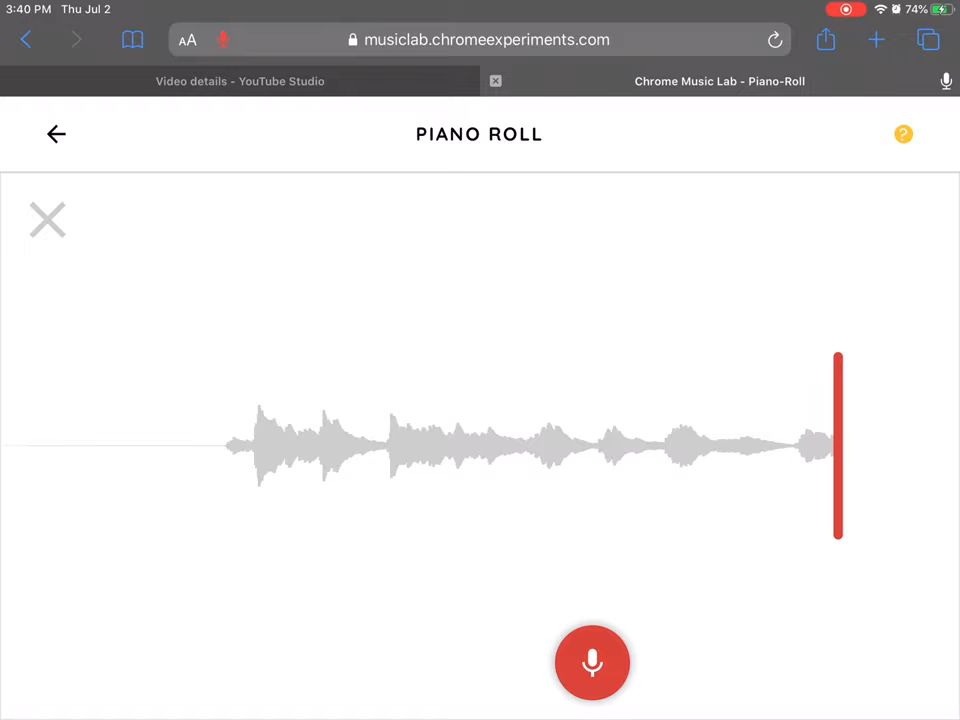 3:40 PM Thu Jul 2
74%
AA
musiclab.chromeexperiments.com
Video details - YouTube Studio
Chrome Music Lab - Piano-Roll
PIANO ROLL
?